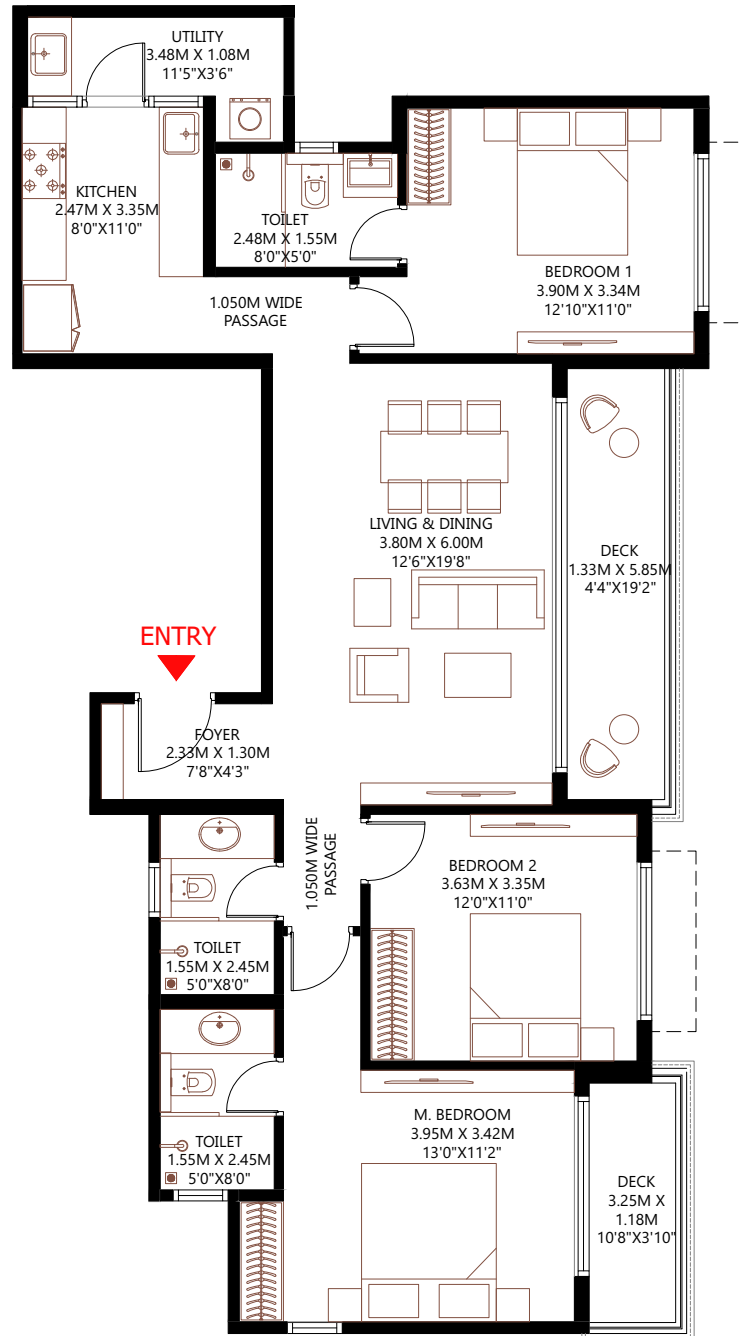 UTILITY
3.48M X 1.08M
11'5"X3'6"
KITCHEN
2.47M X 3.35M
8'0"X11'0"
TOILET
2.48M X 1.55M
8'0"X5'0"
BEDROOM 1
3.90M X 3.34M
12'10"X11'0"
1.050M WIDE
PASSAGE
LIVING & DINING
3.80M X 6.00M
12'6"X19'8"
DECK
1.33M X 5.85M
4'4"X19'2"
ENTRY
FOYER
2.33M X 1.30M
7'8"X4'3"
1.050M WIDE
PASSAGE
BEDROOM 2
3.63M X 3.35M
12'0"X11'0"
TOILET
1.55M X 2.45M
5'0"X8'0"
M. BEDROOM
3.95M X 3.42M
13'0"X11'2"
TOILET
1.55M X 2.45M
5'0"X8'0"
DECK
3.25M X
1.18M
10'8"X3'10"